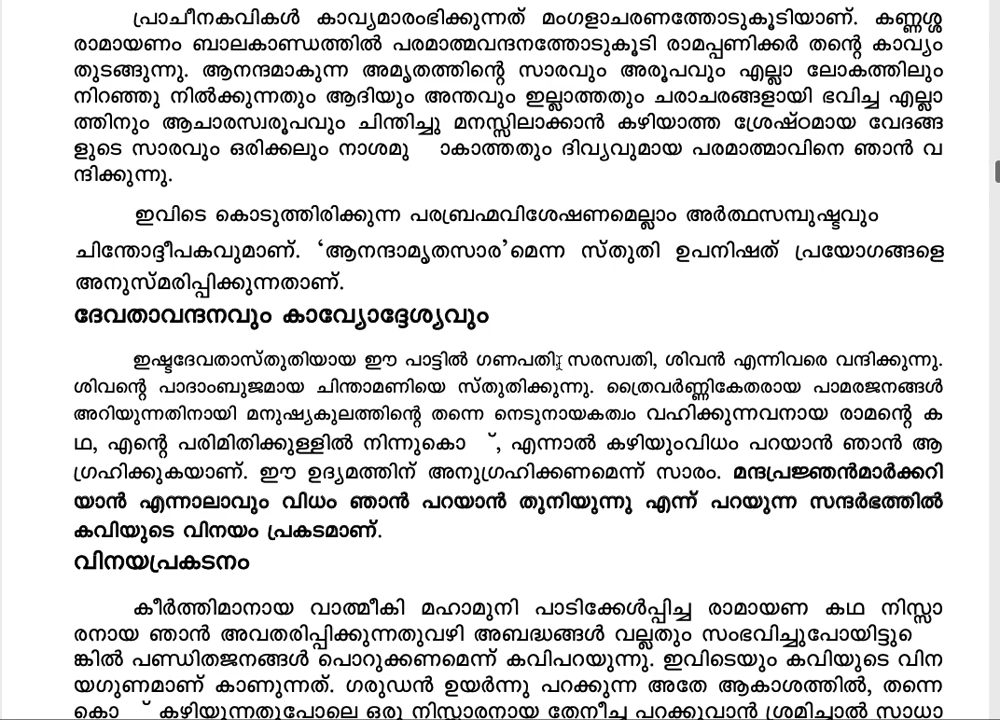 പ്രാചീനകവികൾ കാവ്യമാരംഭിക്കുന്നത് മംഗളാചരണത്തോടുകൂടിയാണ്. കണ്ണശ്ശ
രാമായണം ബാലകാണ്ഡത്തിൽ പരമാത്മവന്ദനത്തോടുകൂടി രാമപ്പണിക്കർ തന്റെ കാവ്യം
തുടങ്ങുന്നു. ആനന്ദമാകുന്ന അമൃതത്തിന്റെ സാരവും അരൂപവും എല്ലാ ലോകത്തിലും
നിറഞ്ഞു നിൽക്കുന്നതും ആദിയും അന്തവും ഇല്ലാത്തതും ചരാചരങ്ങളായി ഭവിച്ച എല്ലാ
ത്തിനും ആചാരസ്വരൂപവും ചിന്തിച്ചു മനസ്സിലാക്കാൻ കഴിയാത്ത ശ്രേഷ്ഠമായ വേദങ്ങ
ളുടെ സാരവും ഒരിക്കലും നാശമു ാകാത്തതും ദിവ്യവുമായ പരമാത്മാവിനെ ഞാൻ വ
ന്ദിക്കുന്നു.
ഇവിടെ കൊടുത്തിരിക്കുന്ന പരബ്രഹ്മവിശേഷണമെല്ലാം അർത്ഥസമ്പുഷ്ടവും
ചിന്തോദ്ദീപകവുമാണ്. ‘ആനന്ദാമൃതസാര’മെന്ന സ്തുതി ഉപനിഷത് പ്രയോഗങ്ങളെ
അനുസ്മരിപ്പിക്കുന്നതാണ്.
ദേവതാവന്ദനവും കാവ്യോദ്ദേശ്യവും
ഇഷ്ടദേവതാസ്തുതിയായ ഈ പാട്ടിൽ ഗണപതി, സരസ്വതി, ശിവൻ എന്നിവരെ വന്ദിക്കുന്നു.
ശിവന്റെ പാദാംബുജമായ ചിന്താമണിയെ സ്തുതിക്കുന്നു. ത്രൈവർണ്ണികേതരായ പാമരജനങ്ങൾ
അറിയുന്നതിനായി മനുഷ്യകുലത്തിന്റെ തന്നെ നെടുനായകത്വം വഹിക്കുന്നവനായ രാമന്റെ ക
ഥ, എന്റെ പരിമിതിക്കുള്ളിൽ നിന്നുകൊ ്, എന്നാൽ കഴിയുംവിധം പറയാൻ ഞാൻ ആ
ഗ്രഹിക്കുകയാണ്. ഈ ഉദ്യമത്തിന് അനുഗ്രഹിക്കണമെന്ന് സാരം. മന്ദപ്രജ്ഞൻമാർക്കറി
യാൻ എന്നാലാവും വിധം ഞാൻ പറയാൻ തുനിയുന്നു എന്ന് പറയുന്ന സന്ദർഭത്തിൽ
കവിയുടെ വിനയം പ്രകടമാണ്.
വിനയപ്രകടനം
കീർത്തിമാനായ വാത്മീകി മഹാമുനി പാടിക്കേൾപ്പിച്ച രാമായണ കഥ നിസ്സാ
രനായ ഞാൻ അവതരിപ്പിക്കുന്നതുവഴി അബദ്ധങ്ങൾ വല്ലതും സംഭവിച്ചുപോയിട്ടുെ
ങ്കിൽ പണ്ഡിതജനങ്ങൾ പൊറുക്കണമെന്ന് കവിപറയുന്നു. ഇവിടെയും കവിയുടെ വിന
യഗുണമാണ് കാണുന്നത്. ഗരുഡൻ ഉയർന്നു പറക്കുന്ന അതേ ആകാശത്തിൽ, തന്നെ
കൊ ് കഴിയുന്നതുപോലെ ഒരു നിസ്സാരനായ തേനീച്ച പറക്കുവാൻ ശ്രമിച്ചാൽ സാധാ